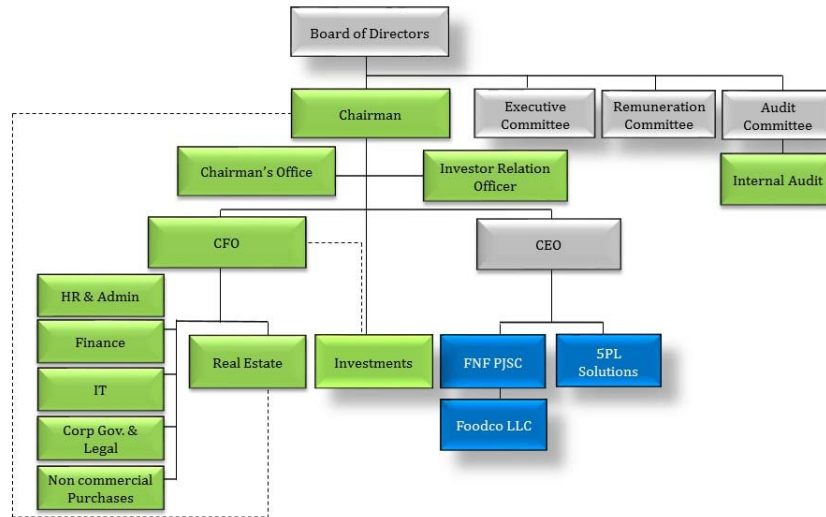 Board of Directors
Chairman
Executive
Committee
Remuneration
Committee
Audit
Committee
Internal Audit
Chairman's Office
Investor Relation
Officer
CFO
CEO
HR & Admin
Finance
IT
Corp Gov. &
Legal
Non commercial
Purchases
Real Estate
Investments
FNF PJSC
5PL
Solutions
Foodco LLC